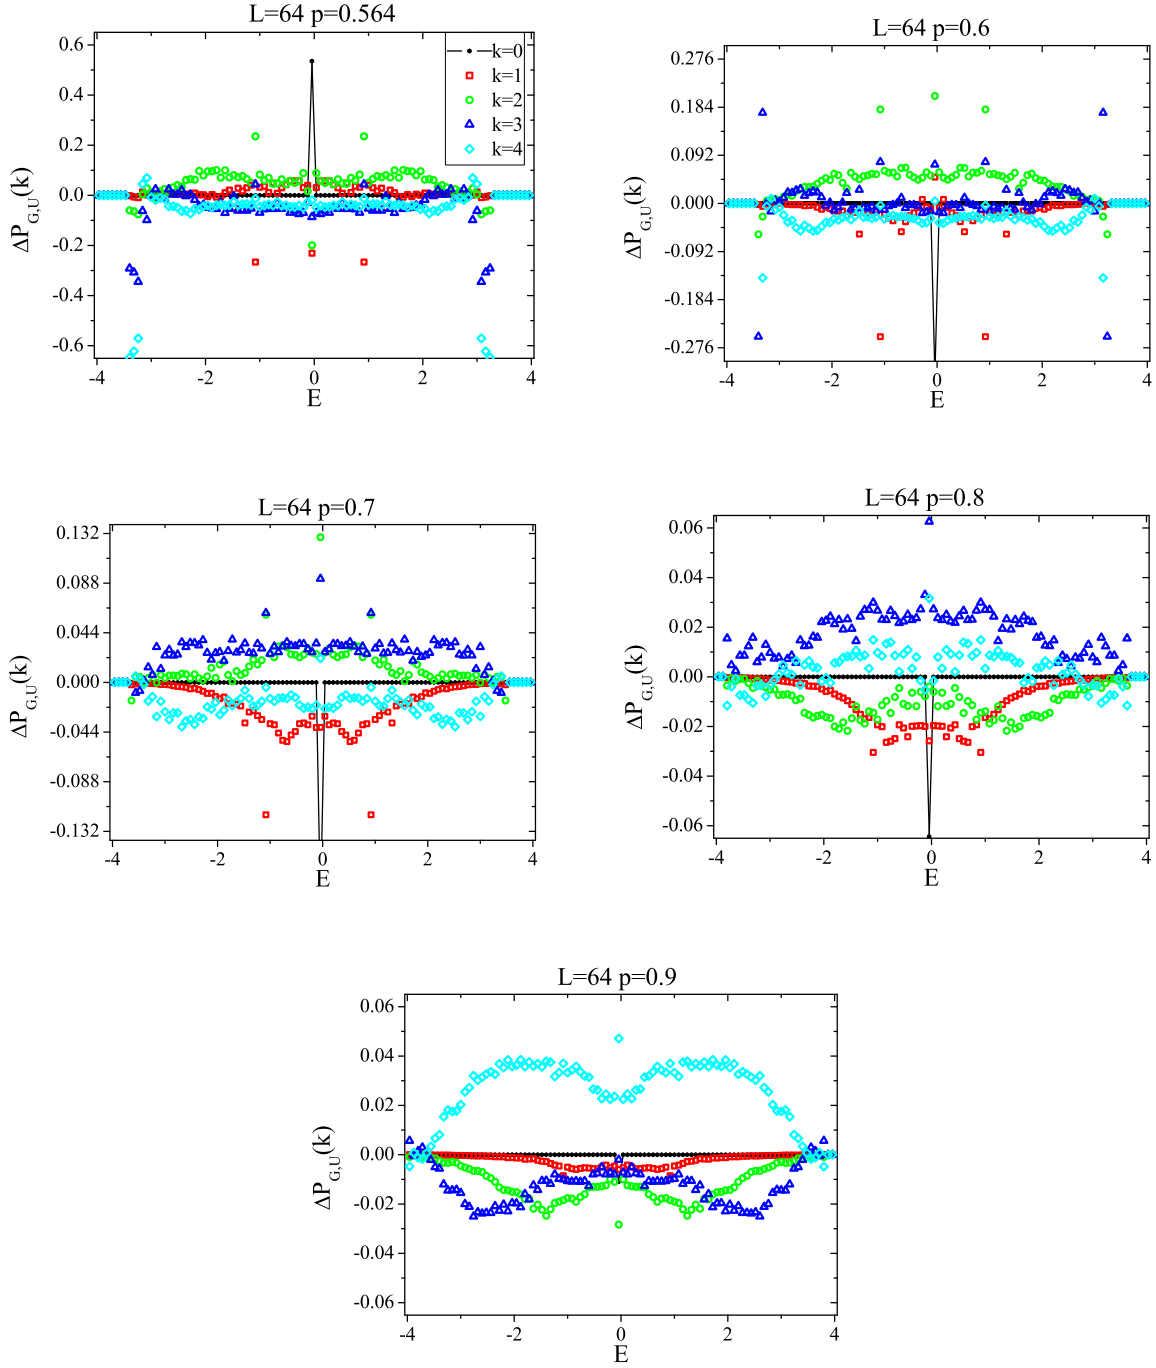 L=64 p=0.564
0.6
0.4
0.2
0.0
-0.2
-0.4
-0.6
ΔP_{G,U}(k)
k=0
k=1
k=2
k=3
k=4
-4 -2 0 2 4
E
L=64 p=0.6
0.276
0.184
0.092
0.000
-0.092
-0.184
-0.276
ΔP_{G,U}(k)
-4 -2 0 2 4
E
L=64 p=0.7
0.132
0.088
0.044
0.000
-0.044
-0.088
-0.132
ΔP_{G,U}(k)
-4 -2 0 2 4
E
L=64 p=0.8
0.06
0.04
0.02
0.00
-0.02
-0.04
-0.06
ΔP_{G,U}(k)
-4 -2 0 2 4
E
L=64 p=0.9
0.06
0.04
0.02
0.00
-0.02
-0.04
-0.06
ΔP_{G,U}(k)
-4 -2 0 2 4
E